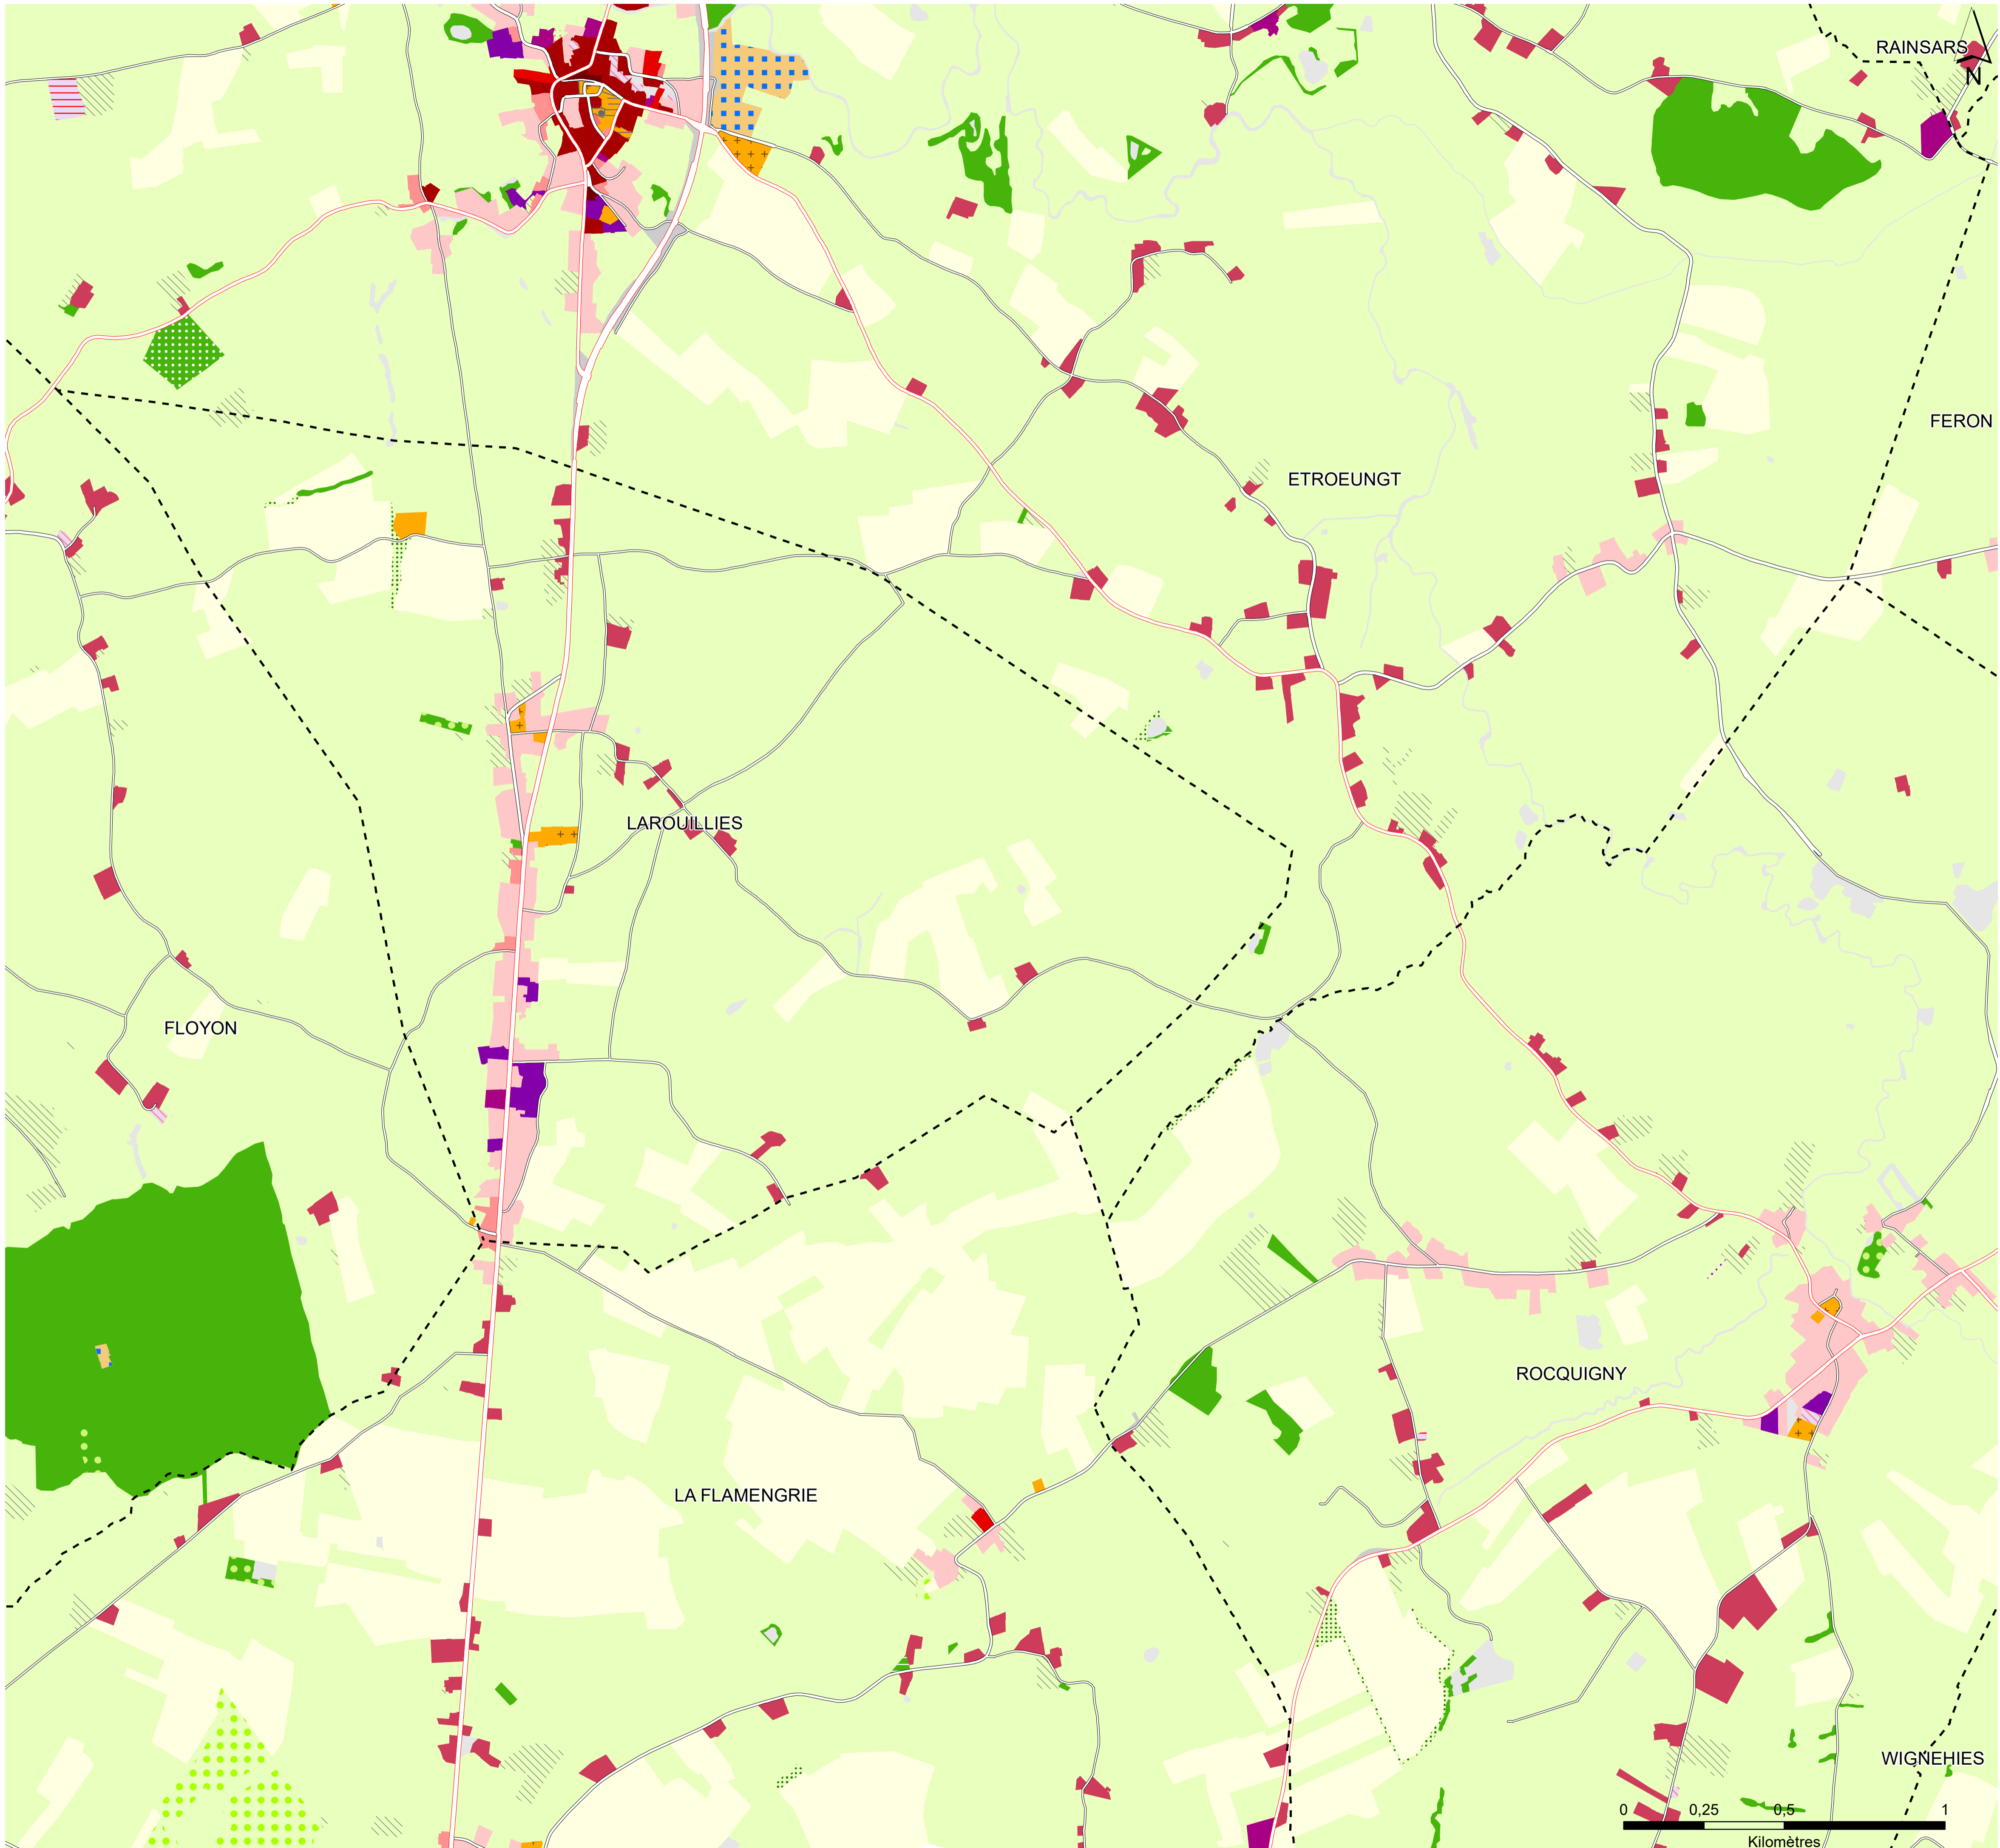 RAINSARS
N
FERON
ETROEUNGT
LAROUILLIES
FLOYON
ROCQUIGNY
LA FLAMENGRIE
WIGNEHIES
0 0,25 0,5 1
Kilomètres